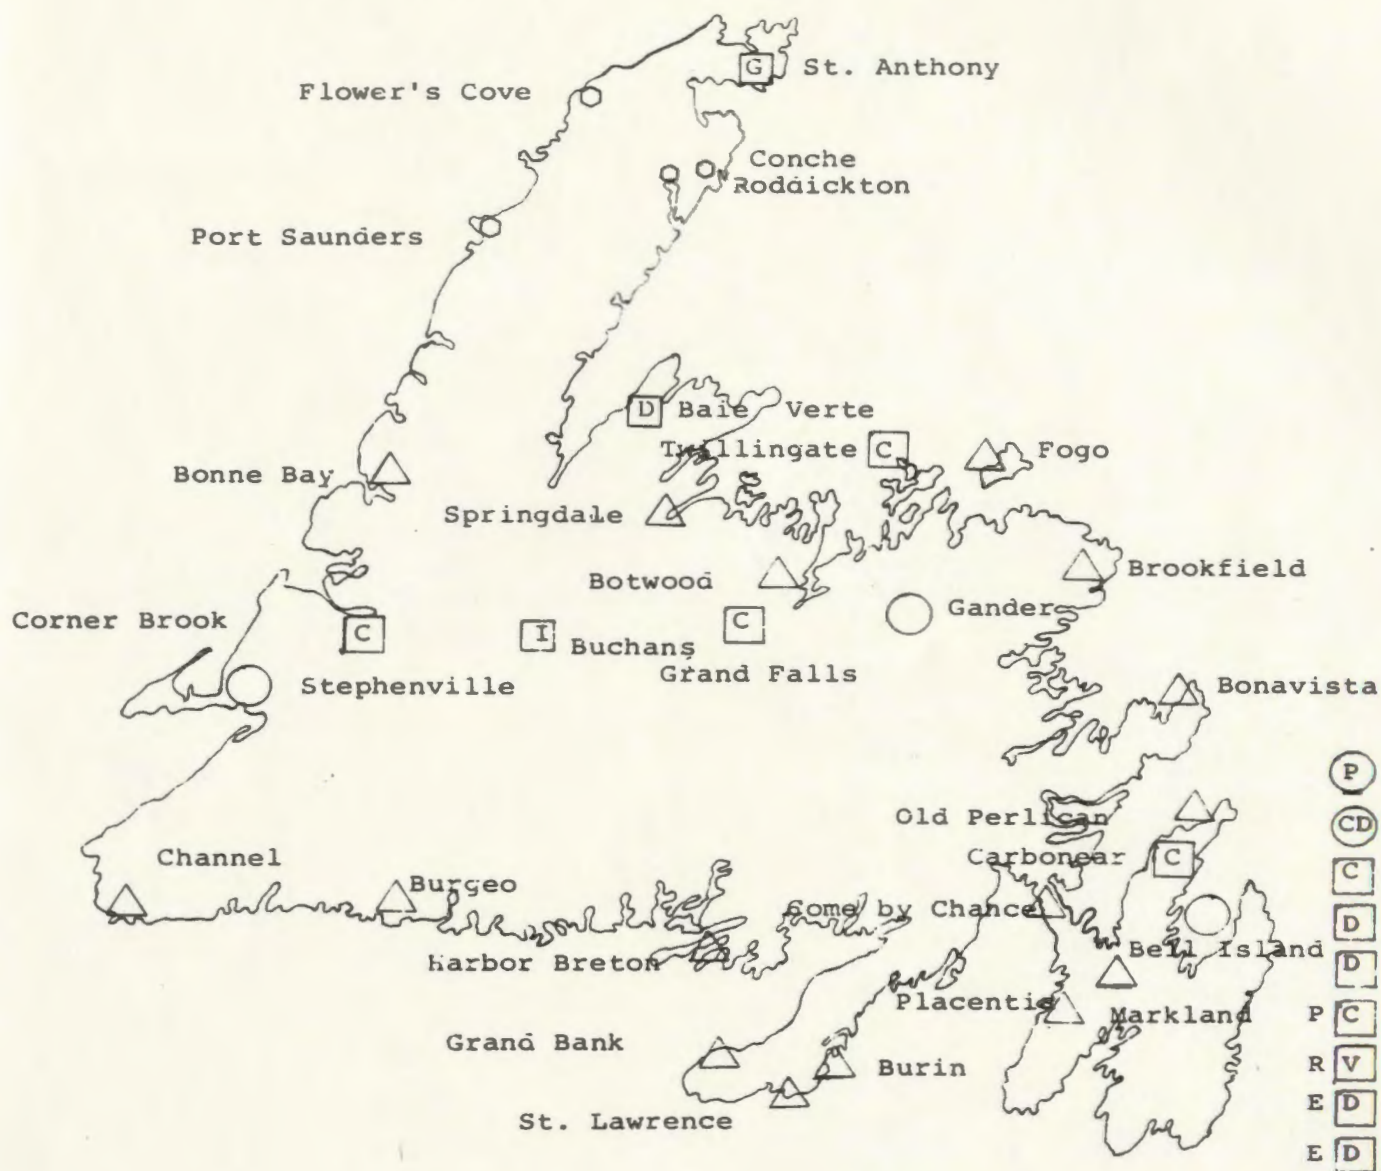 G St. Anthony
Flower's Cove
Conche
Roddickton
Port Saunders
D Baie Verte
Twillingate C
Fogo
Bonne Bay
Springdale
Botwood
Brookfield
Corner Brook
C
I Buchans
C
Grand Falls
Gander
Stephenville
Bonavista
P
Old Perlican
CD
Channel
Carbonear C
C
Burgeo
Come by Chance
D
Bell Island
Harbor Breton
D
Placentia
Markland
P C
Grand Bank
Burin
R V
St. Lawrence
E D
E D